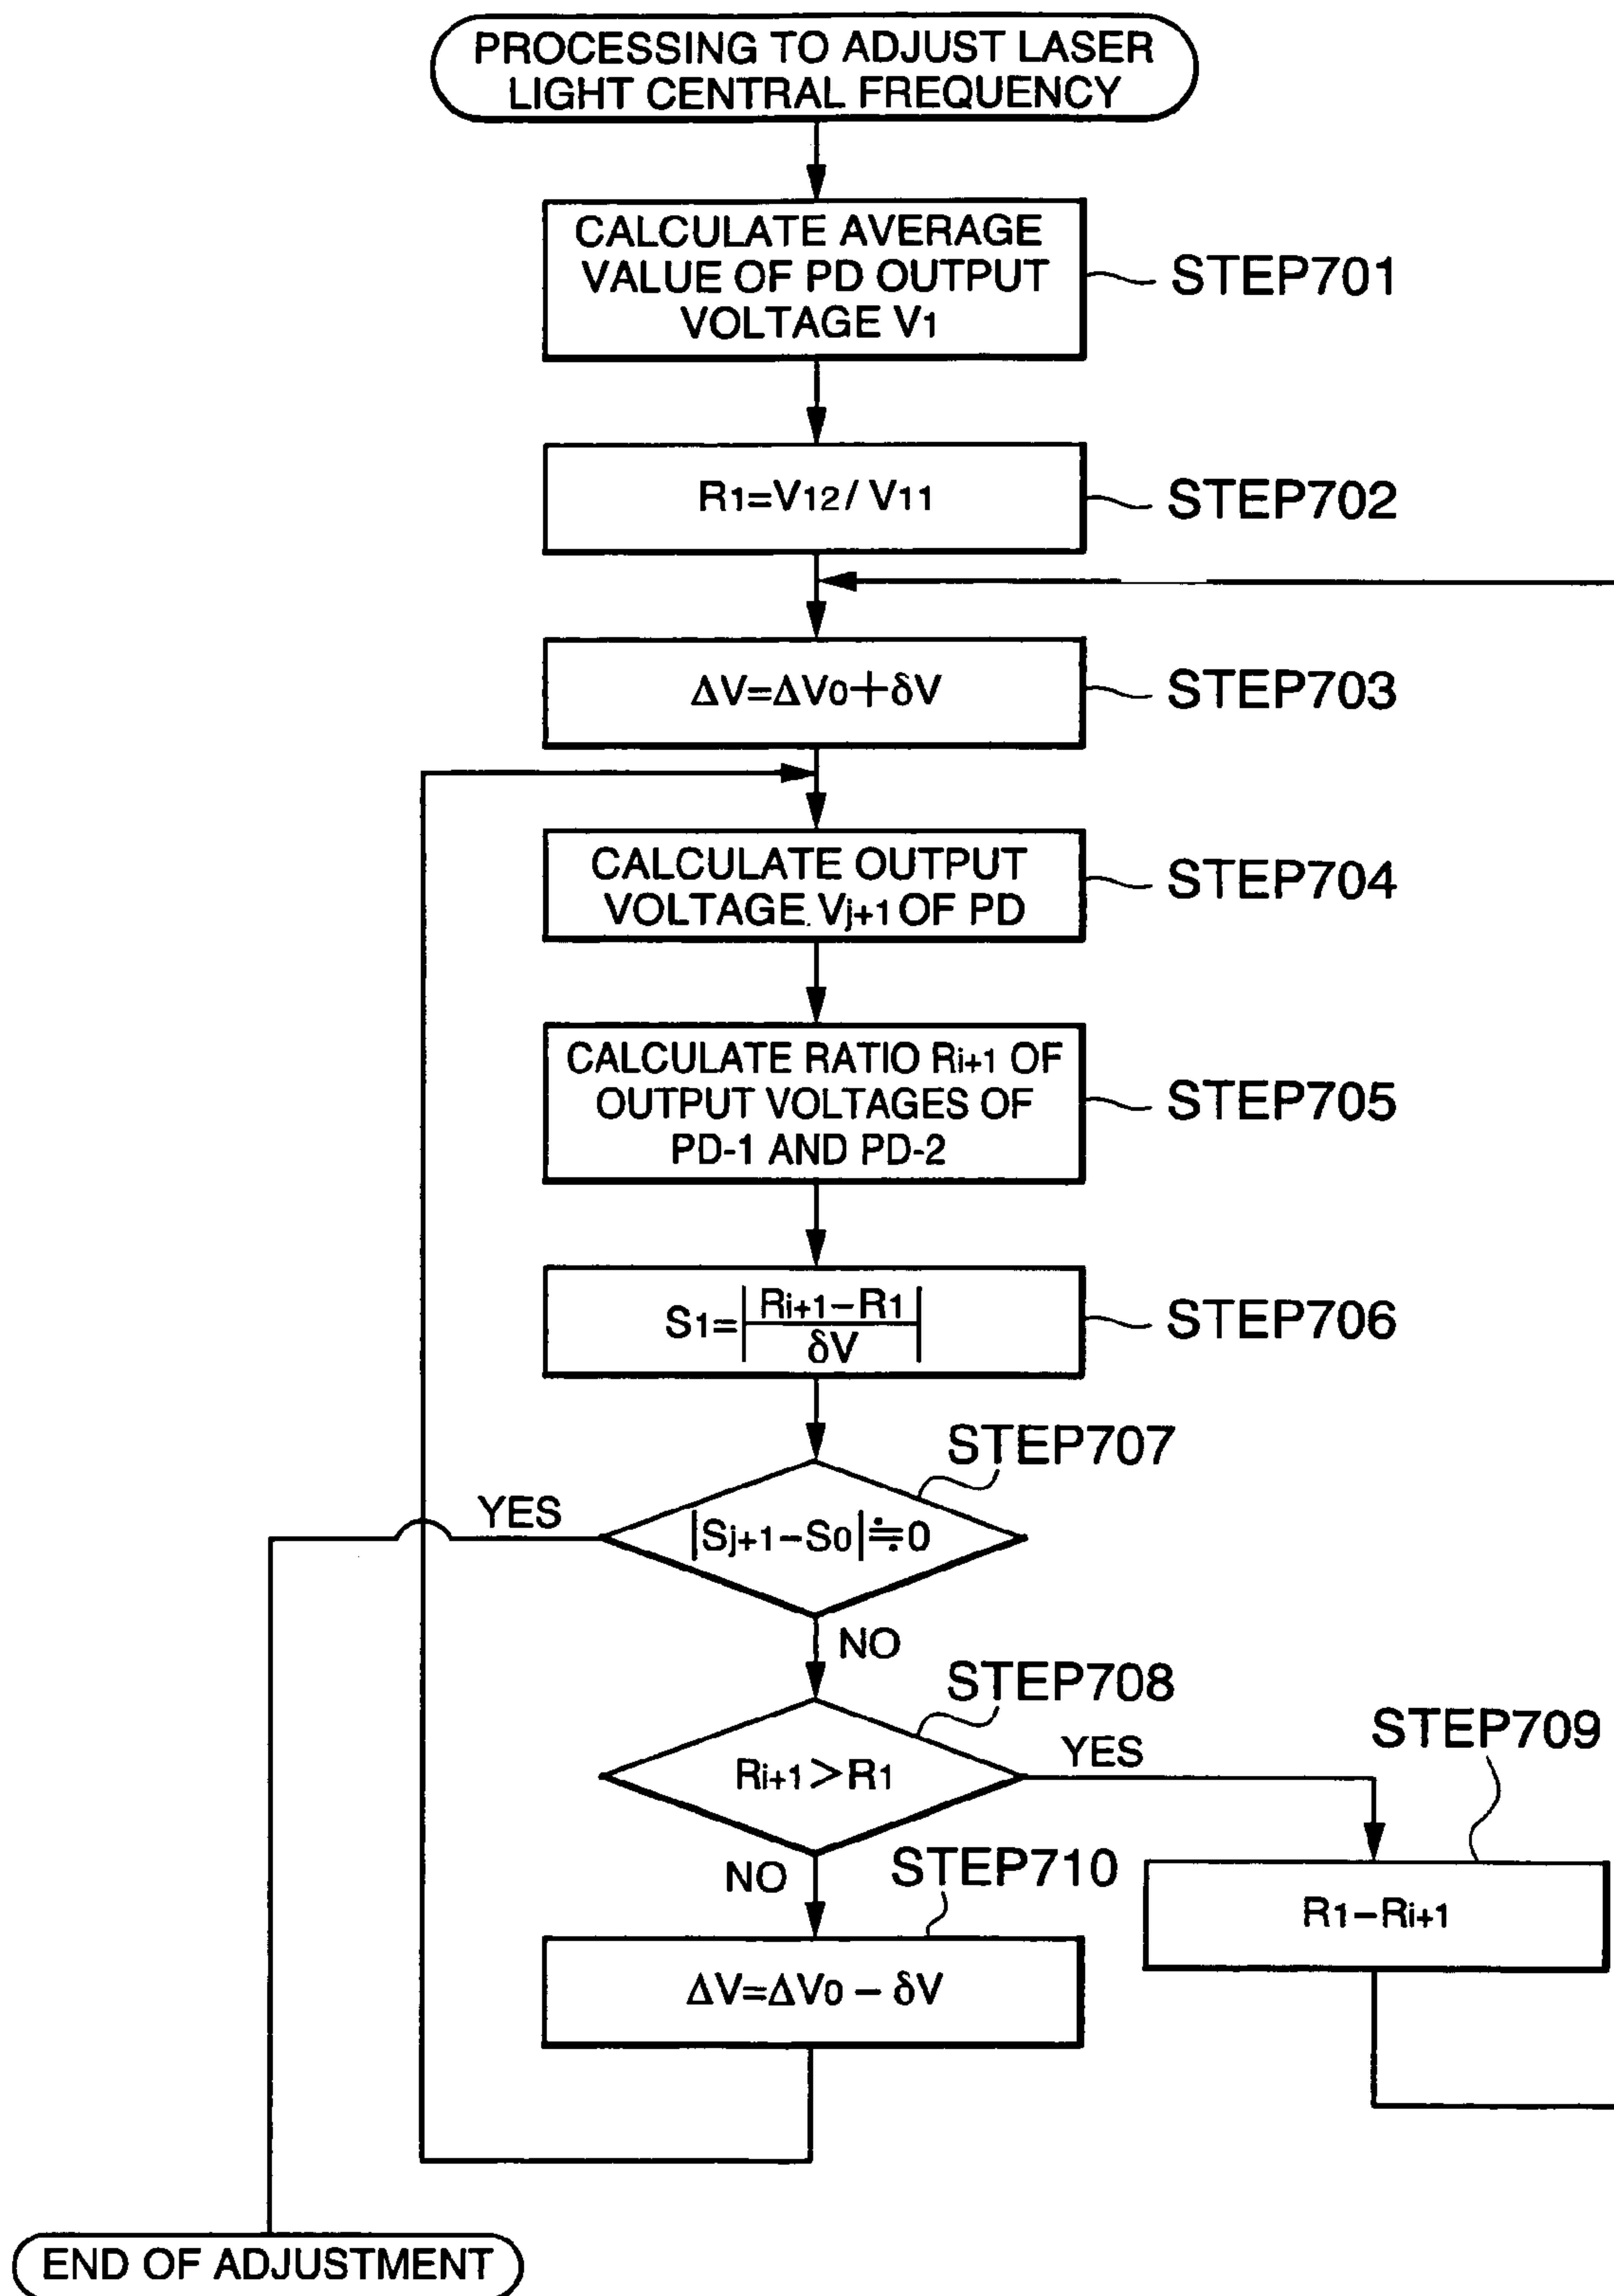 PROCESSING TO ADJUST LASER
LIGHT CENTRAL FREQUENCY
CALCULATE AVERAGE
VALUE OF PD OUTPUT
VOLTAGE V1
STEP701
R1=V12 / V11
STEP702
ΔV=ΔV0+δV
STEP703
CALCULATE OUTPUT
VOLTAGE Vj+1 OF PD
STEP704
CALCULATE RATIO Ri+1 OF
OUTPUT VOLTAGES OF
PD-1 AND PD-2
STEP705
S1=|Ri+1−R1 / δV|
STEP706
STEP707
YES
|Sj+1−S0|≒0
NO
STEP708
Ri+1>R1
YES
STEP709
NO
STEP710
R1−Ri+1
ΔV=ΔV0 − δV
END OF ADJUSTMENT